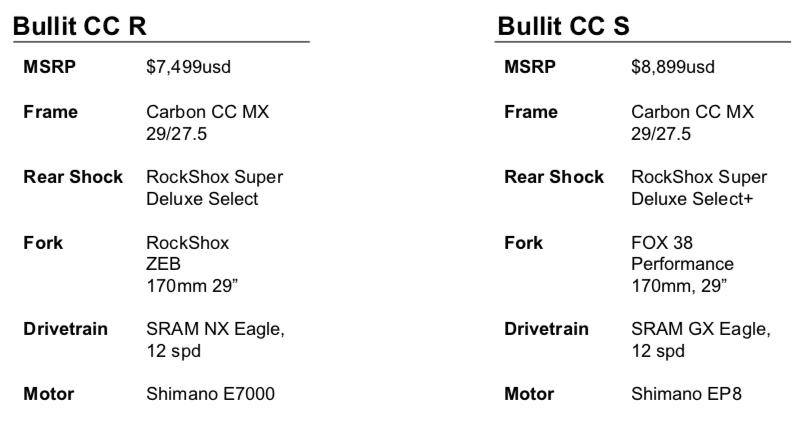 Bullit CC R
MSRP $7,499usd
Frame Carbon CC MX
29/27.5
Rear Shock RockShox Super
Deluxe Select
Fork RockShox
ZEB
170mm 29”
Drivetrain SRAM NX Eagle,
12 spd
Motor Shimano E7000
Bullit CC S
MSRP $8,899usd
Frame Carbon CC MX
29/27.5
Rear Shock RockShox Super
Deluxe Select+
Fork FOX 38
Performance
170mm, 29”
Drivetrain SRAM GX Eagle,
12 spd
Motor Shimano EP8